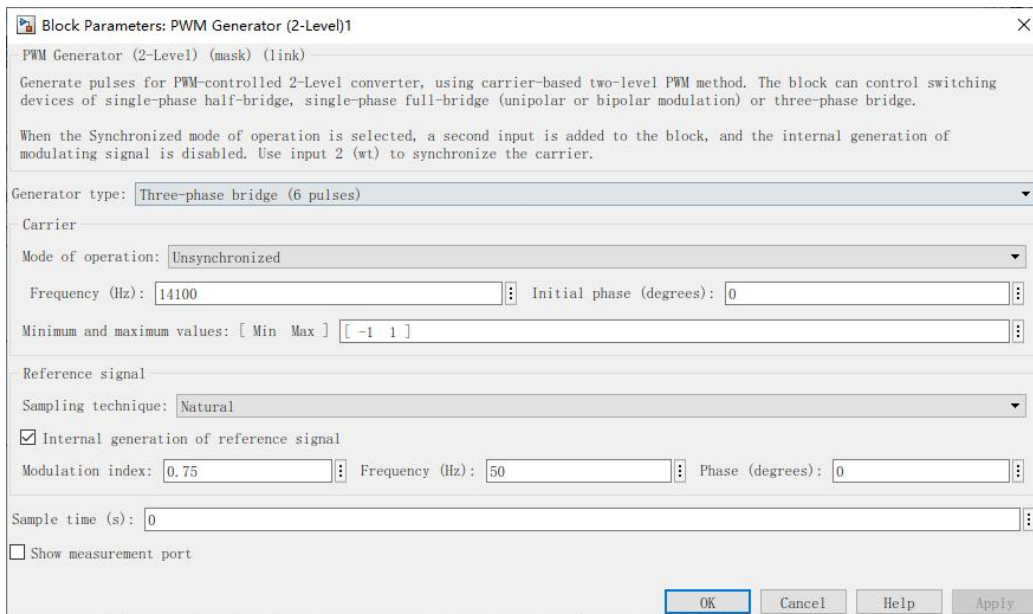 Block Parameters: PWM Generator (2-Level)1
PWM Generator (2-Level) (mask) (link)
Generate pulses for PWM-controlled 2-Level converter, using carrier-based two-level PWM method. The block can control switching
devices of single-phase half-bridge, single-phase full-bridge (unipolar or bipolar modulation) or three-phase bridge.
When the Synchronized mode of operation is selected, a second input is added to the block, and the internal generation of
modulating signal is disabled. Use input 2 (wt) to synchronize the carrier.
Generator type: Three-phase bridge (6 pulses)
Carrier
Mode of operation: Unsynchronized
Frequency (Hz): 14100 Initial phase (degrees): 0
Minimum and maximum values: [ Min Max ] [ -1 1 ]
Reference signal
Sampling technique: Natural
Internal generation of reference signal
Modulation index: 0.75 Frequency (Hz): 50 Phase (degrees): 0
Sample time (s): 0
Show measurement port
OK Cancel Help Apply